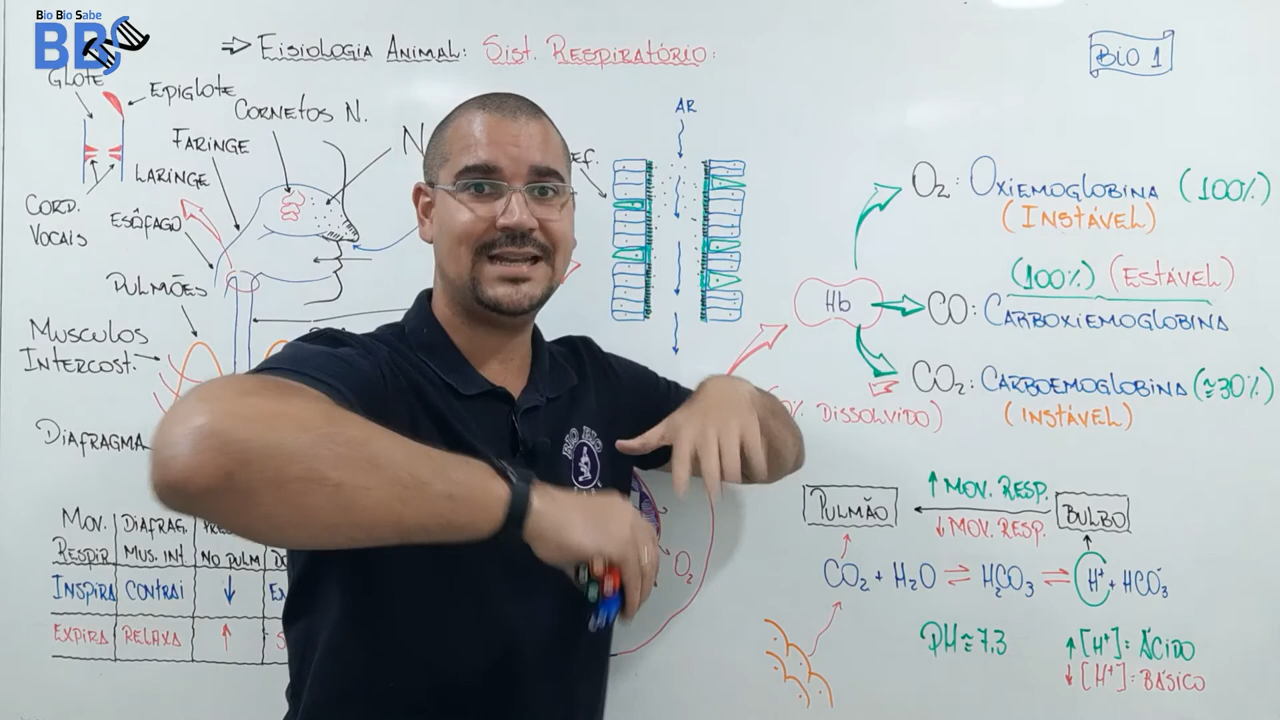 Bio Bio Sabe
BBS
⇒ Fisiologia Animal: Sist. Respiratório:
BIO 1
GLOTE
EPIGLOTE
CORNETOS N.
FARINGE
LARINGE
CORD.
VOCAIS
ESÔFAGO
PULMÕES
MUSCULOS
INTERCOST.
DIAFRAGMA
AR
O2: OXIEMOGLOBINA (100%)
(INSTÁVEL)
Hb
(100%) (ESTÁVEL)
CO: CARBOXIEMOGLOBINA
CO2: CARBOEMOGLOBINA (≅30%)
(INSTÁVEL)
DISSOLVIDO)
BIO BIO
MOV.
RESPIR
DIAFRAG.
MUS. INT.
NO PULM
INSPIRA CONTRAI ↓
EXPIRA RELAXA ↑
O2
PULMÃO
↑ MOV. RESP.
↓ MOV. RESP.
BULBO
CO2 + H2O ⇌ H2CO3 ⇌ H+ + HCO3-
PH ≅ 7.3
↑[H+]: ÁCIDO
↓[H+]: BÁSICO